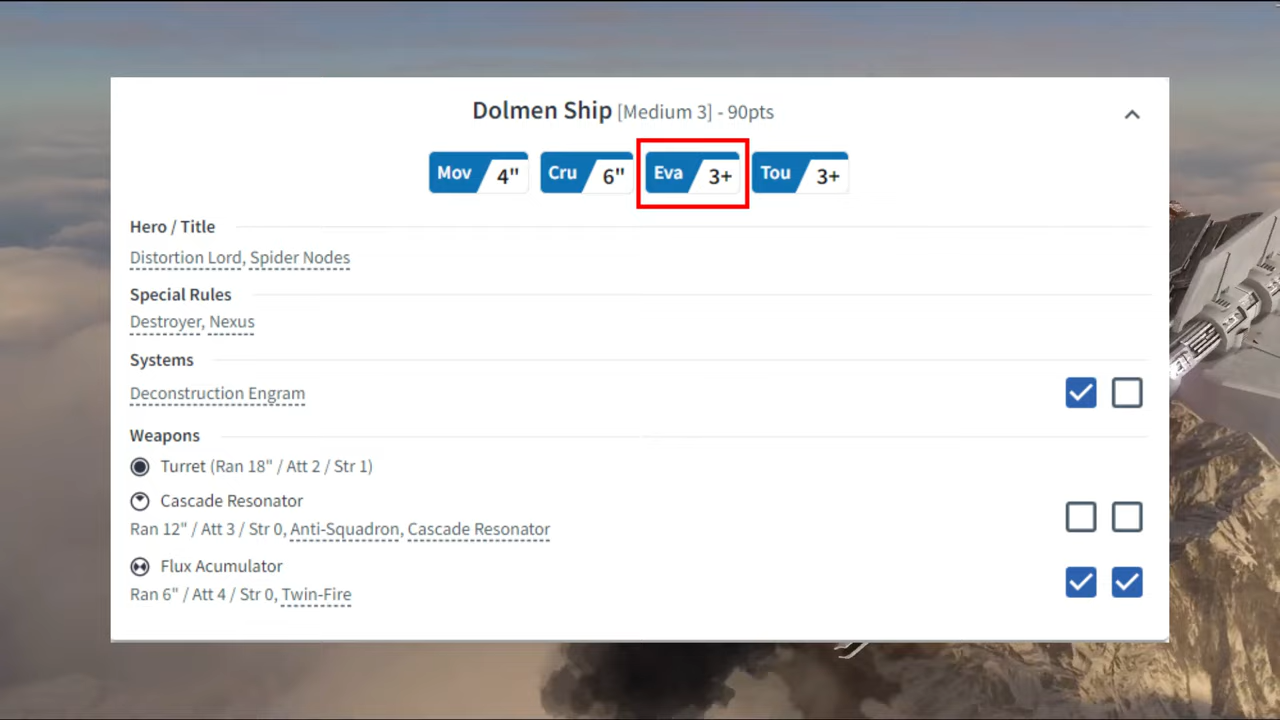 Dolmen Ship [Medium 3] - 90pts
Mov 4" Cru 6" Eva 3+ Tou 3+
Hero / Title
Distortion Lord, Spider Nodes
Special Rules
Destroyer, Nexus
Systems
Deconstruction Engram
Weapons
Turret (Ran 18" / Att 2 / Str 1)
Cascade Resonator
Ran 12" / Att 3 / Str 0, Anti-Squadron, Cascade Resonator
Flux Acumulator
Ran 6" / Att 4 / Str 0, Twin-Fire